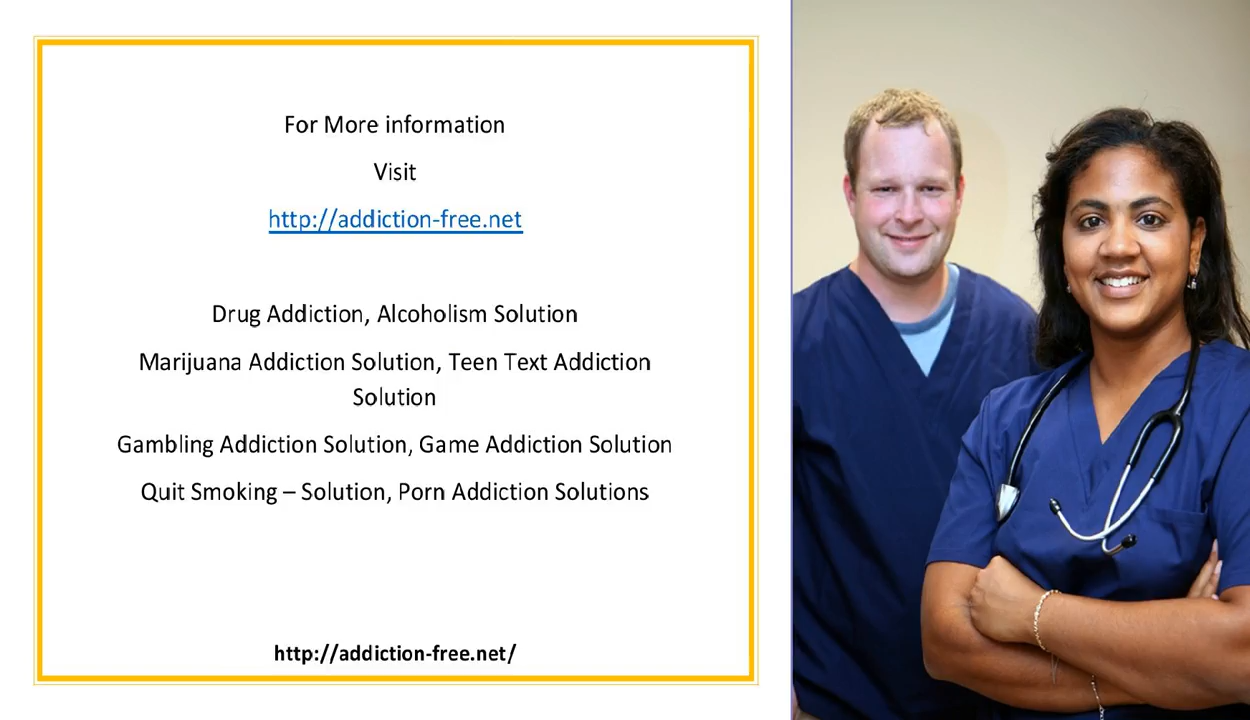 For More information
Visit
http://addiction-free.net
Drug Addiction, Alcoholism Solution
Marijuana Addiction Solution, Teen Text Addiction
Solution
Gambling Addiction Solution, Game Addiction Solution
Quit Smoking – Solution, Porn Addiction Solutions
http://addiction-free.net/